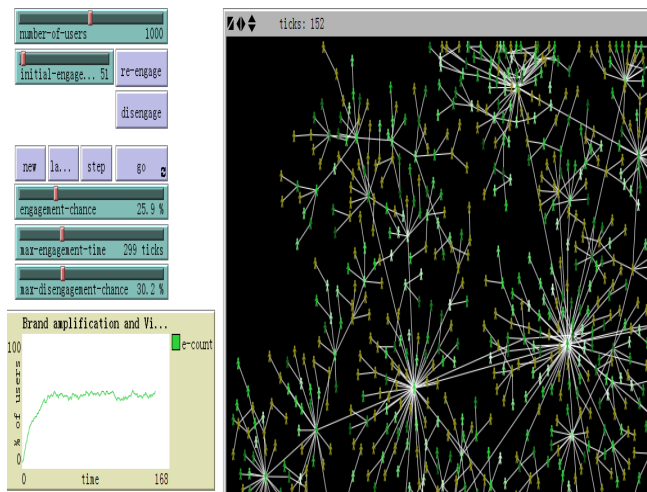 number-of-users 1000
initial-engage... 51
re-engage
disengage
new
la...
step
go
engagement-chance 25.9 %
max-engagement-time 299 ticks
max-disengagement-chance 30.2 %
Brand amplification and Vi...
100
% of users
0
0 time 168
e-count
ticks: 152